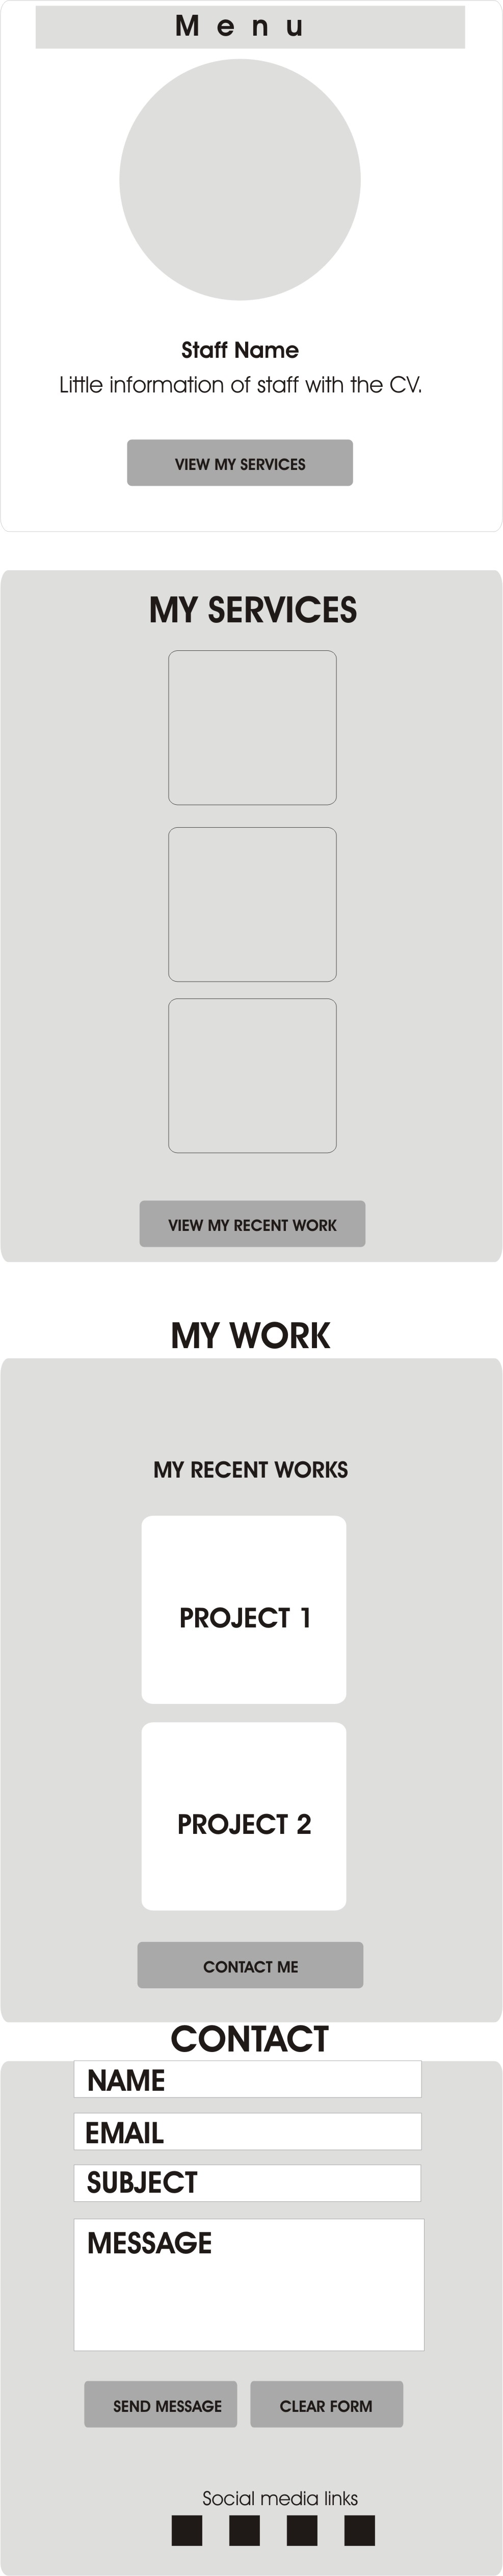 Menu
Staff Name
Little information of staff with the CV.
VIEW MY SERVICES
MY SERVICES
VIEW MY RECENT WORK
MY WORK
MY RECENT WORKS
PROJECT 1
PROJECT 2
CONTACT ME
CONTACT
NAME
EMAIL
SUBJECT
MESSAGE
SEND MESSAGE
CLEAR FORM
Social media links